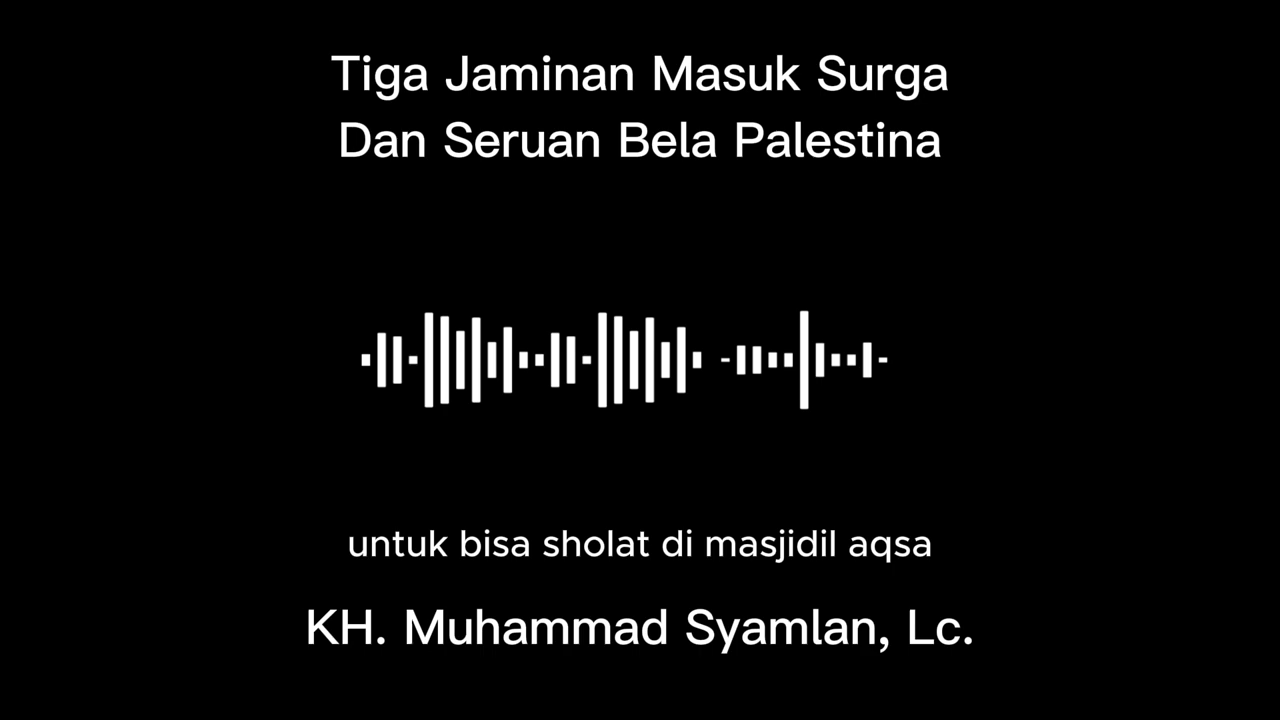 Tiga Jaminan Masuk Surga
Dan Seruan Bela Palestina
untuk bisa sholat di masjidil aqsa
KH. Muhammad Syamlan, Lc.